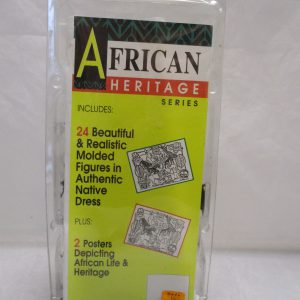 AFRICAN
HERITAGE
SERIES
INCLUDES:
24 Beautiful
& Realistic
Molded
Figures in
Authentic
Native
Dress
PLUS:
2 Posters
Depicting
African Life &
Heritage